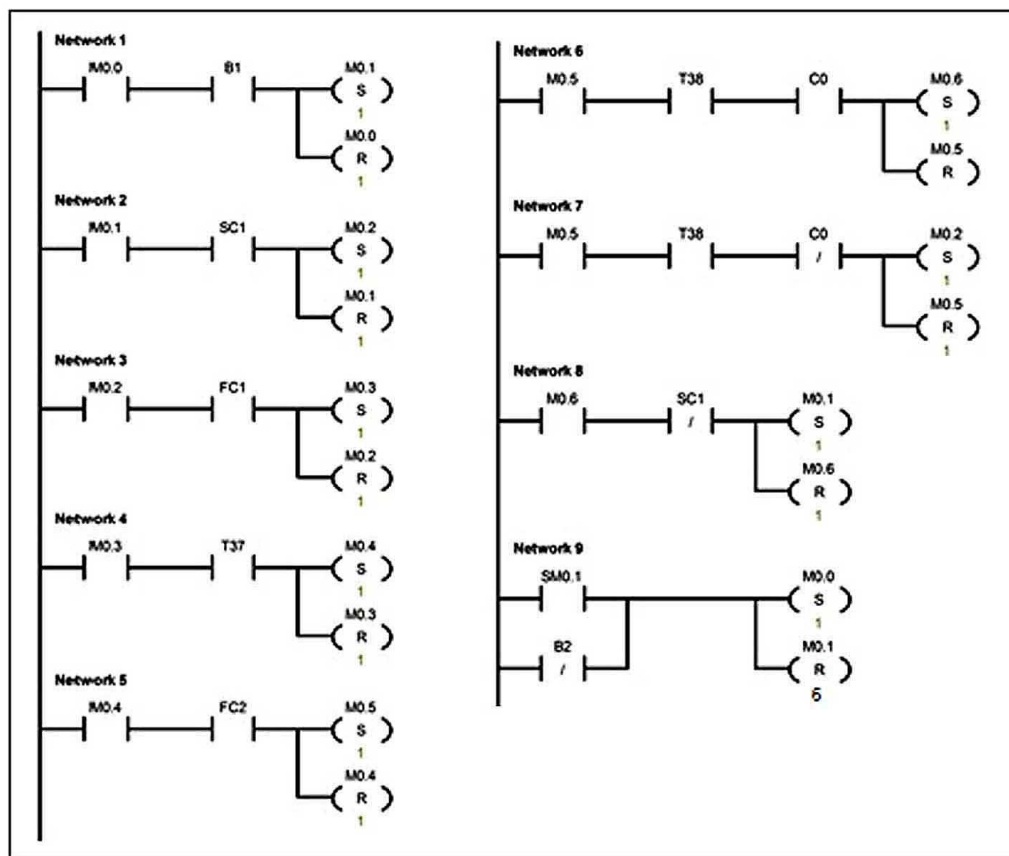 Network 1
M0.0 B1 M0.1
S
1
M0.0
R
1
Network 2
M0.1 SC1 M0.2
S
1
M0.1
R
1
Network 3
M0.2 FC1 M0.3
S
1
M0.2
R
1
Network 4
M0.3 T37 M0.4
S
1
M0.3
R
1
Network 5
M0.4 FC2 M0.5
S
1
M0.4
R
1
Network 6
M0.5 T38 C0 M0.6
S
1
M0.5
R
Network 7
M0.5 T38 C0 M0.2
/ S
1
M0.5
R
1
Network 8
M0.6 SC1 M0.1
/ S
1
M0.6
R
1
Network 9
SM0.1 M0.0
S
1
B2 M0.1
/ R
6